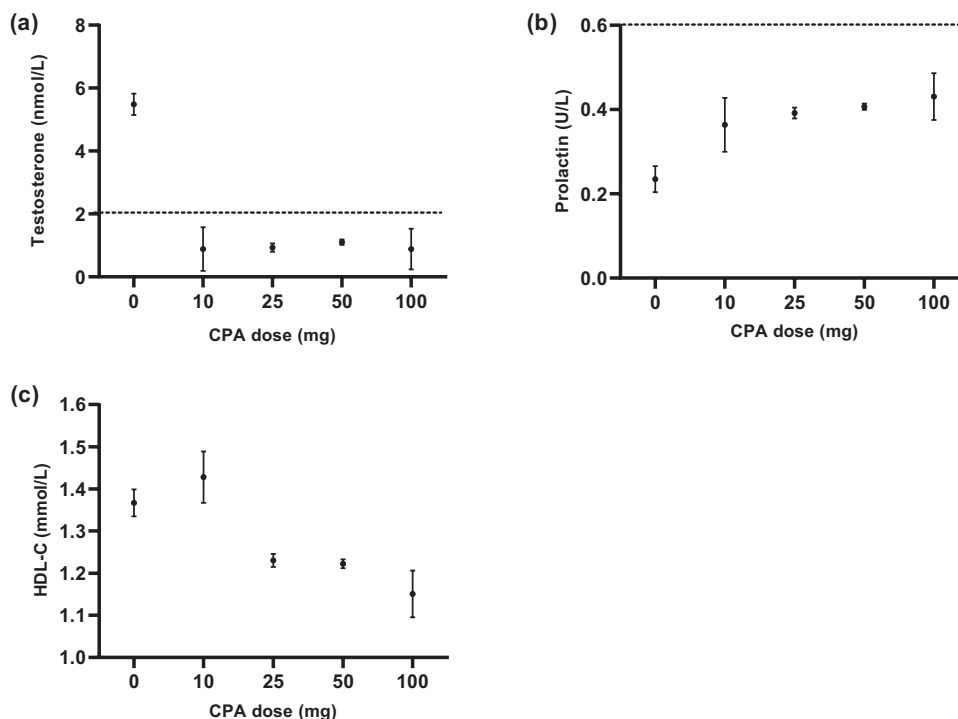 (a)
Testosterone (nmol/L)
8
6
4
2
0
0 10 25 50 100
CPA dose (mg)
(b)
Prolactin (U/L)
0.6
0.4
0.2
0.0
0 10 25 50 100
CPA dose (mg)
(c)
HDL-C (mmol/L)
1.6
1.5
1.4
1.3
1.2
1.1
1.0
0 10 25 50 100
CPA dose (mg)